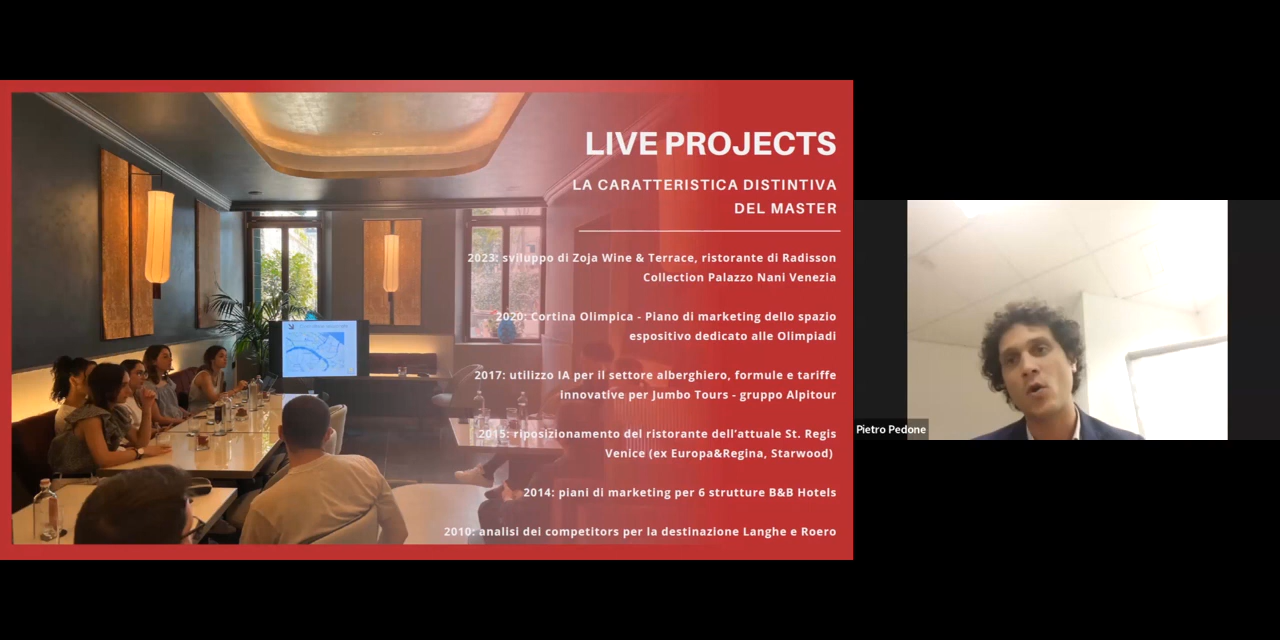 LIVE PROJECTS
LA CARATTERISTICA DISTINTIVA
DEL MASTER
2023: sviluppo di Zoja Wine & Terrace, ristorante di Radisson
Collection Palazzo Nani Venezia
2020: Cortina Olimpica - Piano di marketing dello spazio
espositivo dedicato alle Olimpiadi
2017: utilizzo IA per il settore alberghiero, formule e tariffe
Innovative per Jumbo Tours - gruppo Alpitour
2015: riposizionamento del ristorante dell'attuale St. Regis
Venice (ex Europa&Regina, Starwood)
2014: piani di marketing per 6 strutture B&B Hotels
2010: analisi dei competitors per la destinazione Langhe e Roero
Pietro Pedone